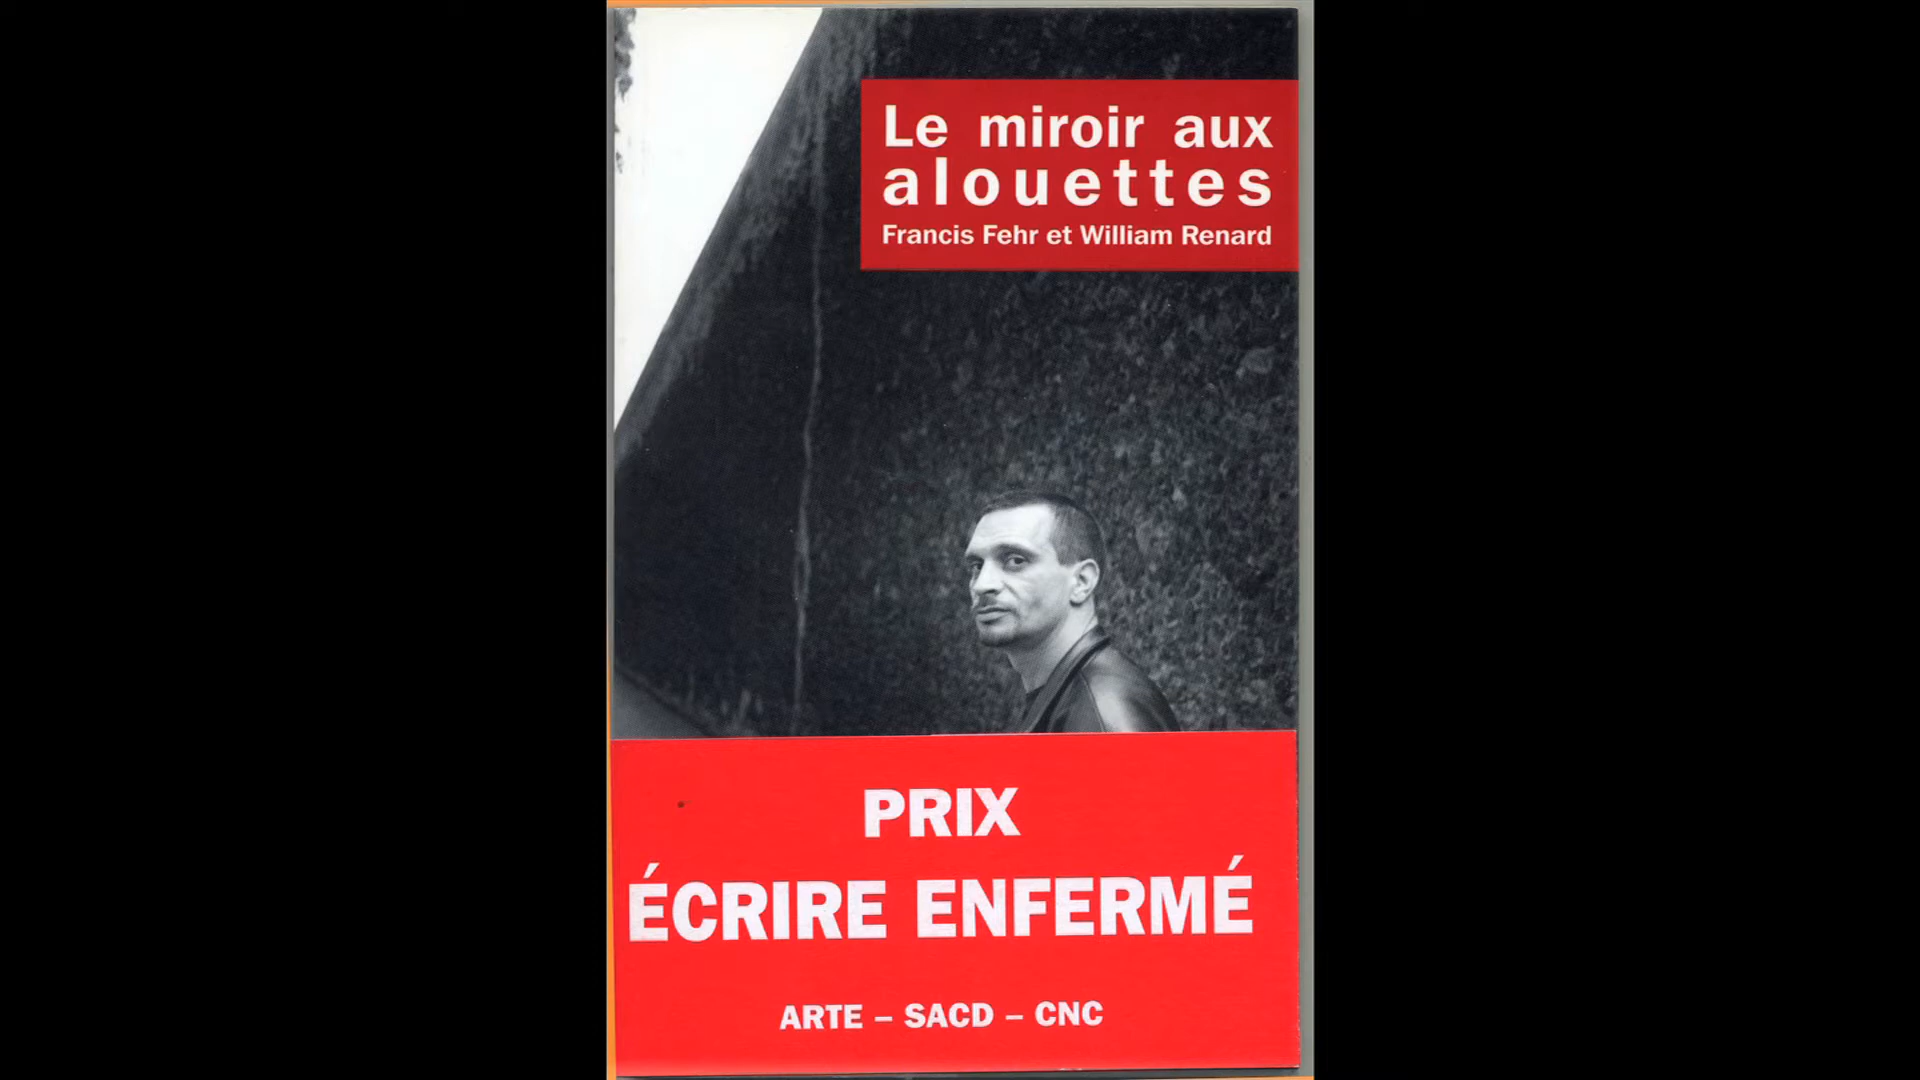 Le miroir aux
alouettes
Francis Fehr et William Renard
PRIX
ÉCRIRE ENFERMÉ
ARTE – SACD – CNC